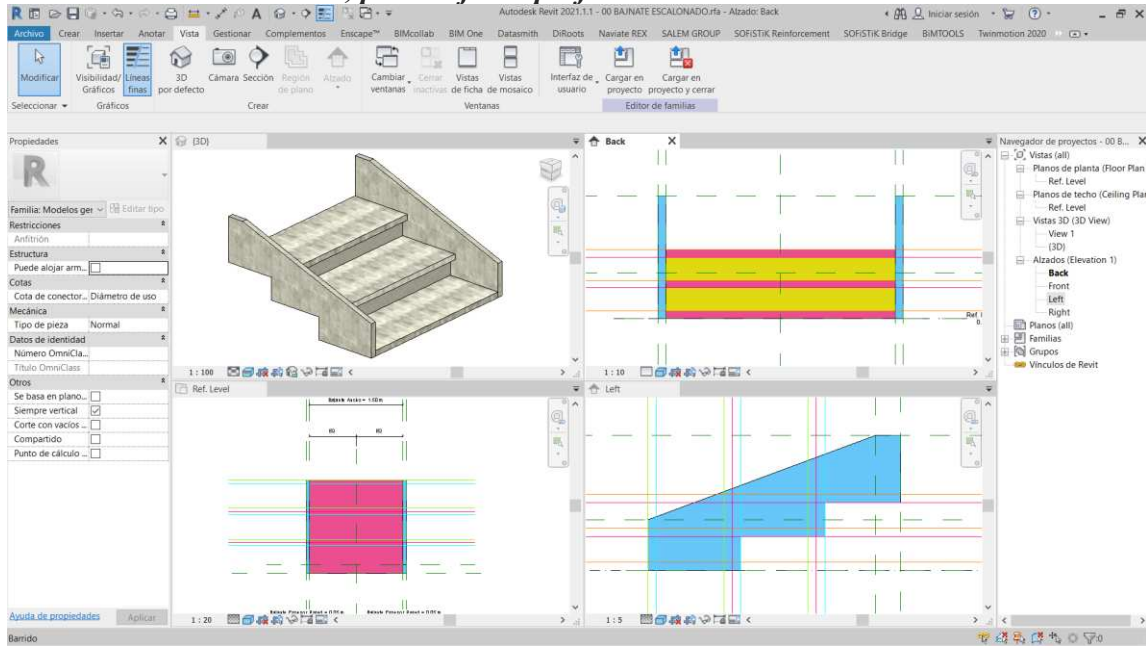 Autodesk Revit 2021.1.1 - 00 BAJNATE ESCALONADO.rfa - Alzado: Back
Iniciar sesión
Archivo Crear Insertar Anotar Vista Gestionar Complementos Enscape™ BIMcollab BIM One Datasmith DiRoots Naviate REX SALEM GROUP SOFiSTiK Reinforcement SOFiSTiK Bridge BiMTOOLS Twinmotion 2020
Modificar
Visibilidad/ Gráficos
Líneas finas
3D por defecto
Cámara
Sección
Región de plano
Alzado
Cambiar ventanas
Cerrar inactivas
Vistas de ficha
Vistas de mosaico
Interfaz de usuario
Cargar en proyecto
Cargar en proyecto y cerrar
Seleccionar
Gráficos
Crear
Ventanas
Editor de familias
Propiedades
Familia: Modelos ger
Editar tipo
Restricciones
Anfitrión
Estructura
Puede alojar arm...
Cotas
Cota de conector... Diámetro de uso
Mecánica
Tipo de pieza Normal
Datos de identidad
Número OmniCla...
Título OmniClass
Otros
Se basa en plano...
Siempre vertical
Corte con vacíos ...
Compartido
Punto de cálculo ...
Ayuda de propiedades
Aplicar
Barrido
{3D}
1 : 100
Back
1 : 10
Ref. Level
60 60
1 : 20
Left
1 : 5
Navegador de proyectos - 00 B...
Vistas (all)
Planos de planta (Floor Plan
Ref. Level
Planos de techo (Ceiling Plan
Ref. Level
Vistas 3D (3D View)
View 1
{3D}
Alzados (Elevation 1)
Back
Front
Left
Right
Planos (all)
Familias
Grupos
Vínculos de Revit